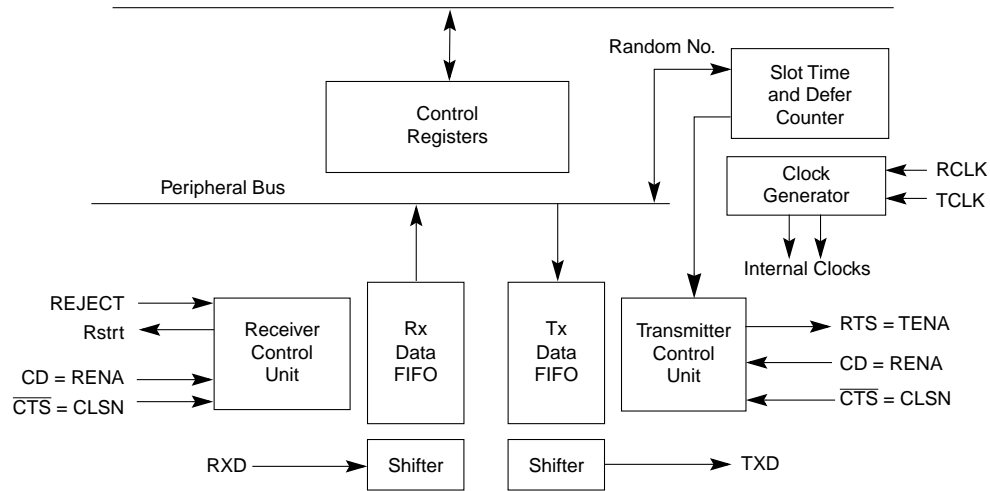 Random No.
Slot Time
and Defer
Counter
Control
Registers
Peripheral Bus
Clock
Generator
RCLK
TCLK
Internal Clocks
REJECT
Rstrt
CD = RENA
CTS = CLSN
Receiver
Control
Unit
Rx
Data
FIFO
Tx
Data
FIFO
Transmitter
Control
Unit
RTS = TENA
CD = RENA
CTS = CLSN
RXD
Shifter
Shifter
TXD